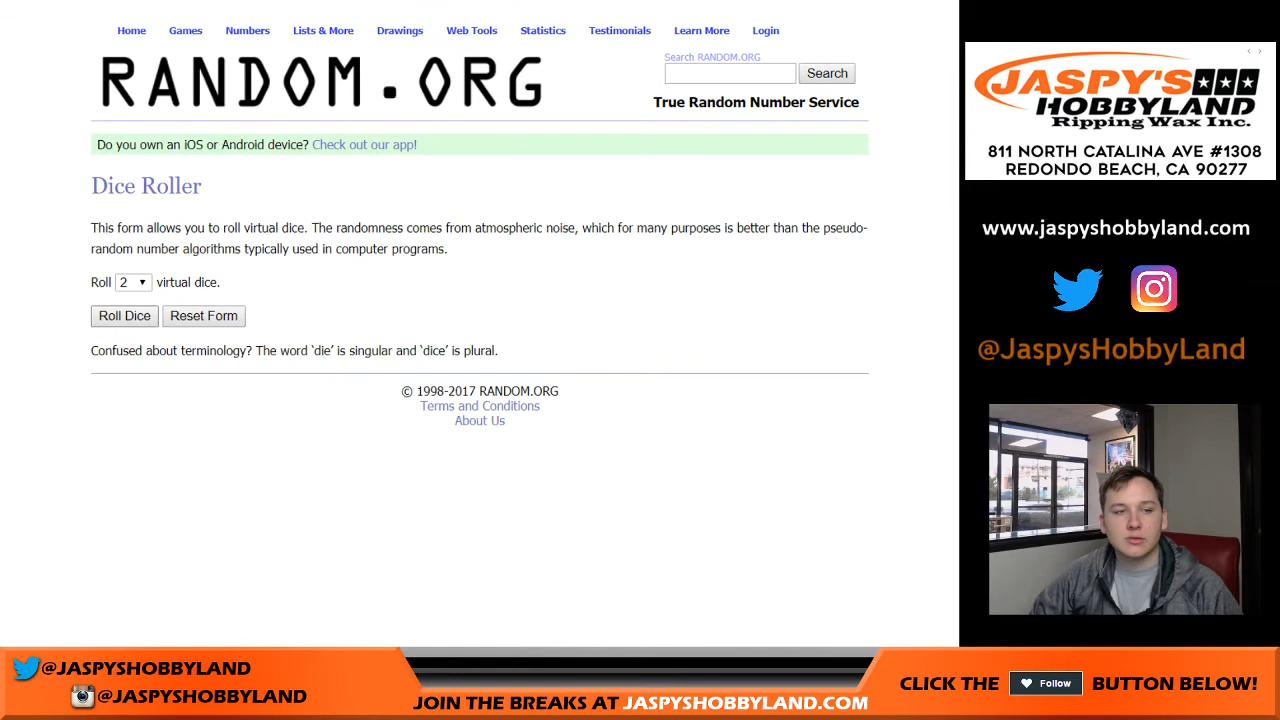 Home Games Numbers Lists & More Drawings Web Tools Statistics Testimonials Learn More Login
RANDOM.ORG
Search RANDOM.ORG
Search
True Random Number Service
Do you own an iOS or Android device? Check out our app!
Dice Roller
This form allows you to roll virtual dice. The randomness comes from atmospheric noise, which for many purposes is better than the pseudo-
random number algorithms typically used in computer programs.
Roll 2 virtual dice.
Roll Dice Reset Form
Confused about terminology? The word ‘die’ is singular and ‘dice’ is plural.
© 1998-2017 RANDOM.ORG
Terms and Conditions
About Us
JASPY'S
HOBBYLAND
Ripping Wax Inc.
811 NORTH CATALINA AVE #1308
REDONDO BEACH, CA 90277
www.jaspyshobbyland.com
@JaspysHobbyLand
@JASPYSHOBBYLAND
@JASPYSHOBBYLAND
JOIN THE BREAKS AT JASPYSHOBBYLAND.COM
CLICK THE Follow BUTTON BELOW!